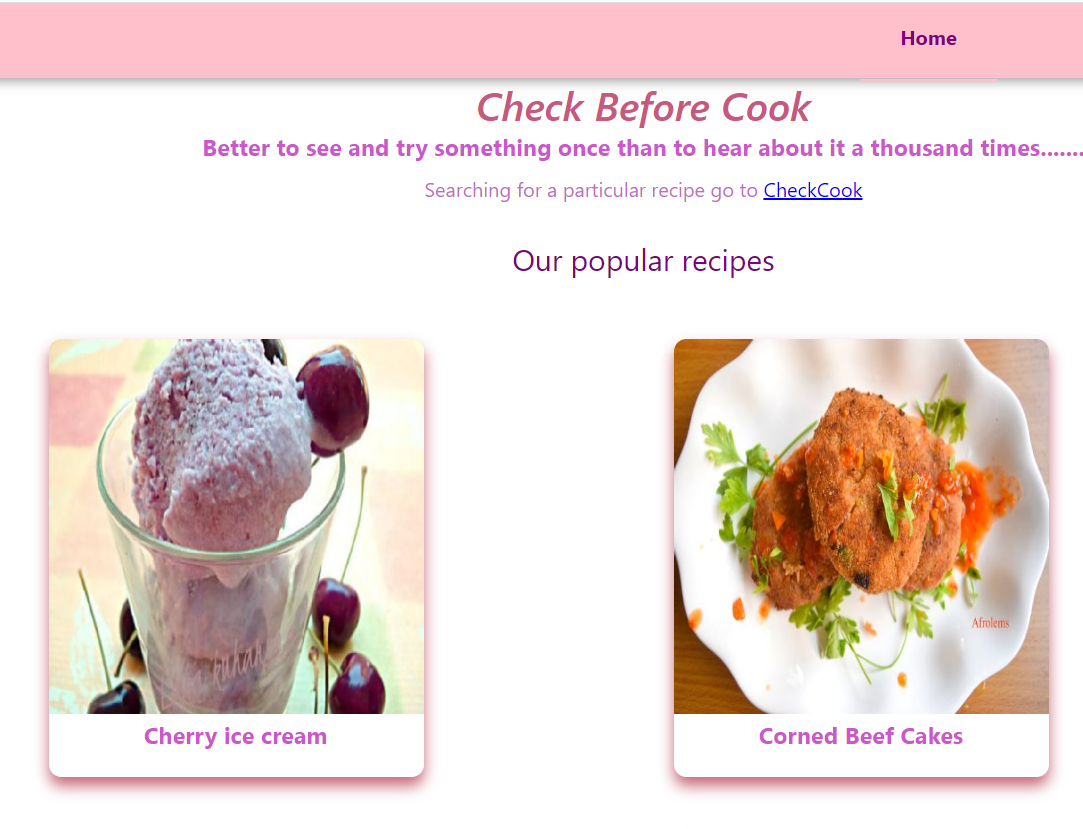 Home
Check Before Cook
Better to see and try something once than to hear about it a thousand times.......
Searching for a particular recipe go to CheckCook
Our popular recipes
kuhan
Afrolems
Cherry ice cream
Corned Beef Cakes